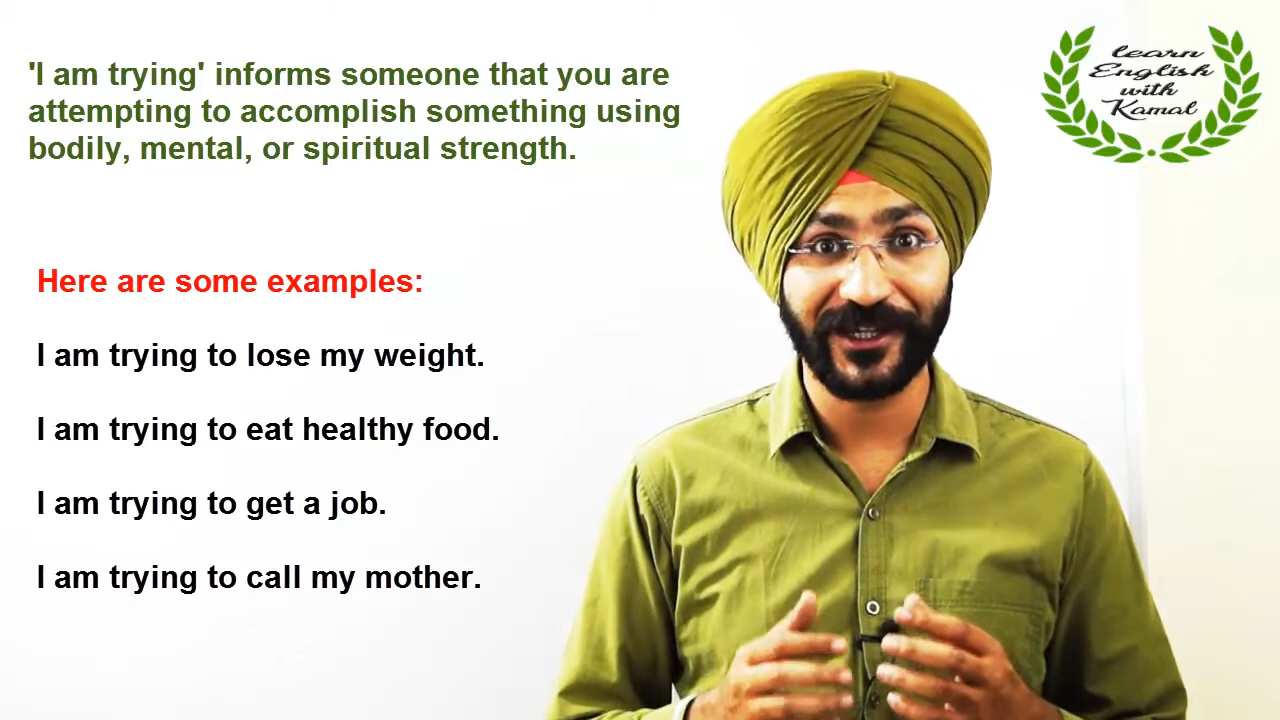 'I am trying' informs someone that you are
attempting to accomplish something using
bodily, mental, or spiritual strength.
Here are some examples:
I am trying to lose my weight.
I am trying to eat healthy food.
I am trying to get a job.
I am trying to call my mother.
learn
English
with
Kamal